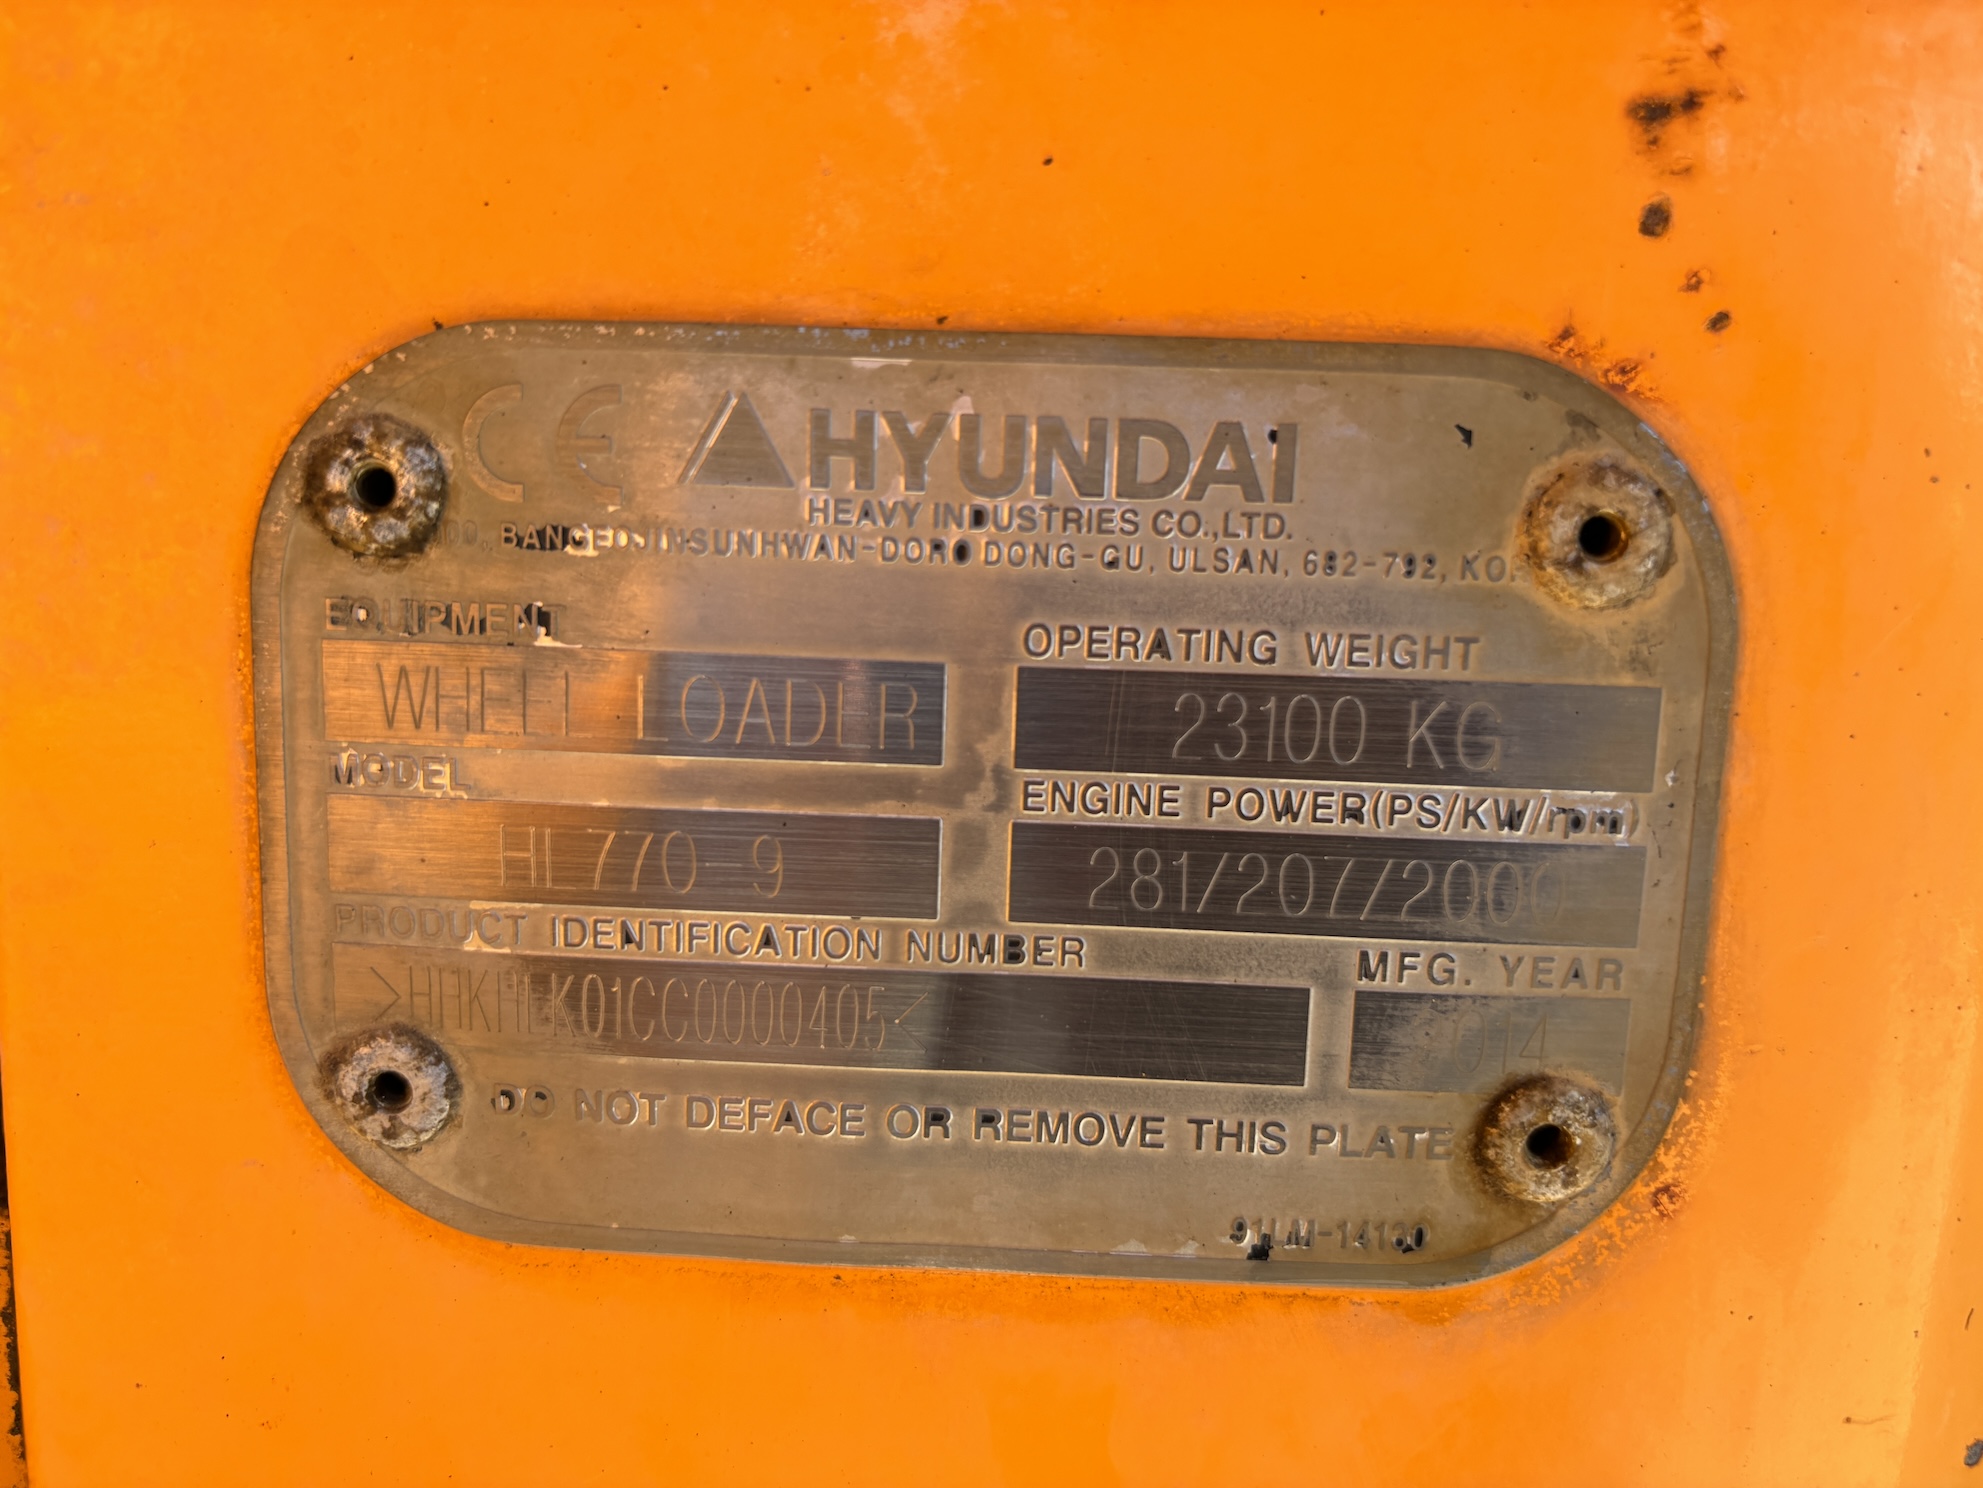 CE HYUNDAI
HEAVY INDUSTRIES CO.,LTD.
BANGEOJINSUNHWAN-DORO DONG-GU, ULSAN, 682-792,
EQUIPMENT
WHEEL LOADER
OPERATING WEIGHT
23100 KG
MODEL
HL770-9
ENGINE POWER(PS/KW/rpm)
281/207/2000
PRODUCT IDENTIFICATION NUMBER
>HHKHLK01CC0000405<
MFG. YEAR
DO NOT DEFACE OR REMOVE THIS PLATE